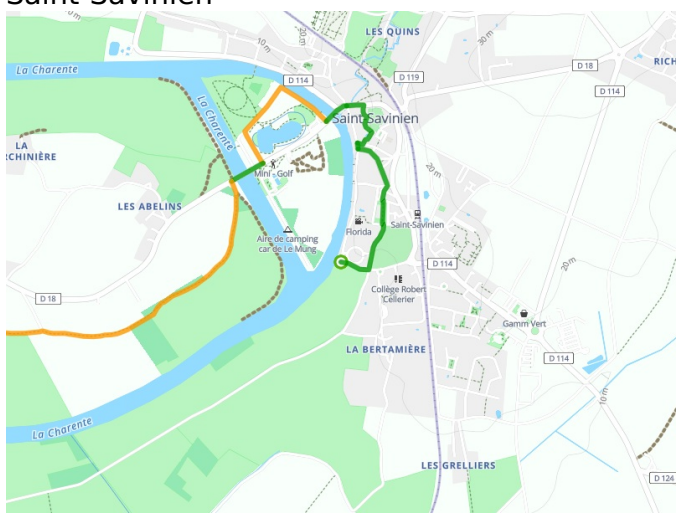 Saint-Savinien
LES QUINS
10 m
20 m
30 m
La Charente
D 114
D 119
D 18
RICH
La Charente
Saint-Savinien
LA
RCHINIÈRE
Mini - Golf
20 m
LES ABELINS
Aire de camping
car de Le Mung
Florida
Saint-Savinien
D 114
20 m
D 18
Collège Robert
Cellerier
Gamm Vert
LA BERTAMIÈRE
D 114
10 m
La Charente
LES GRELLIERS
D 124